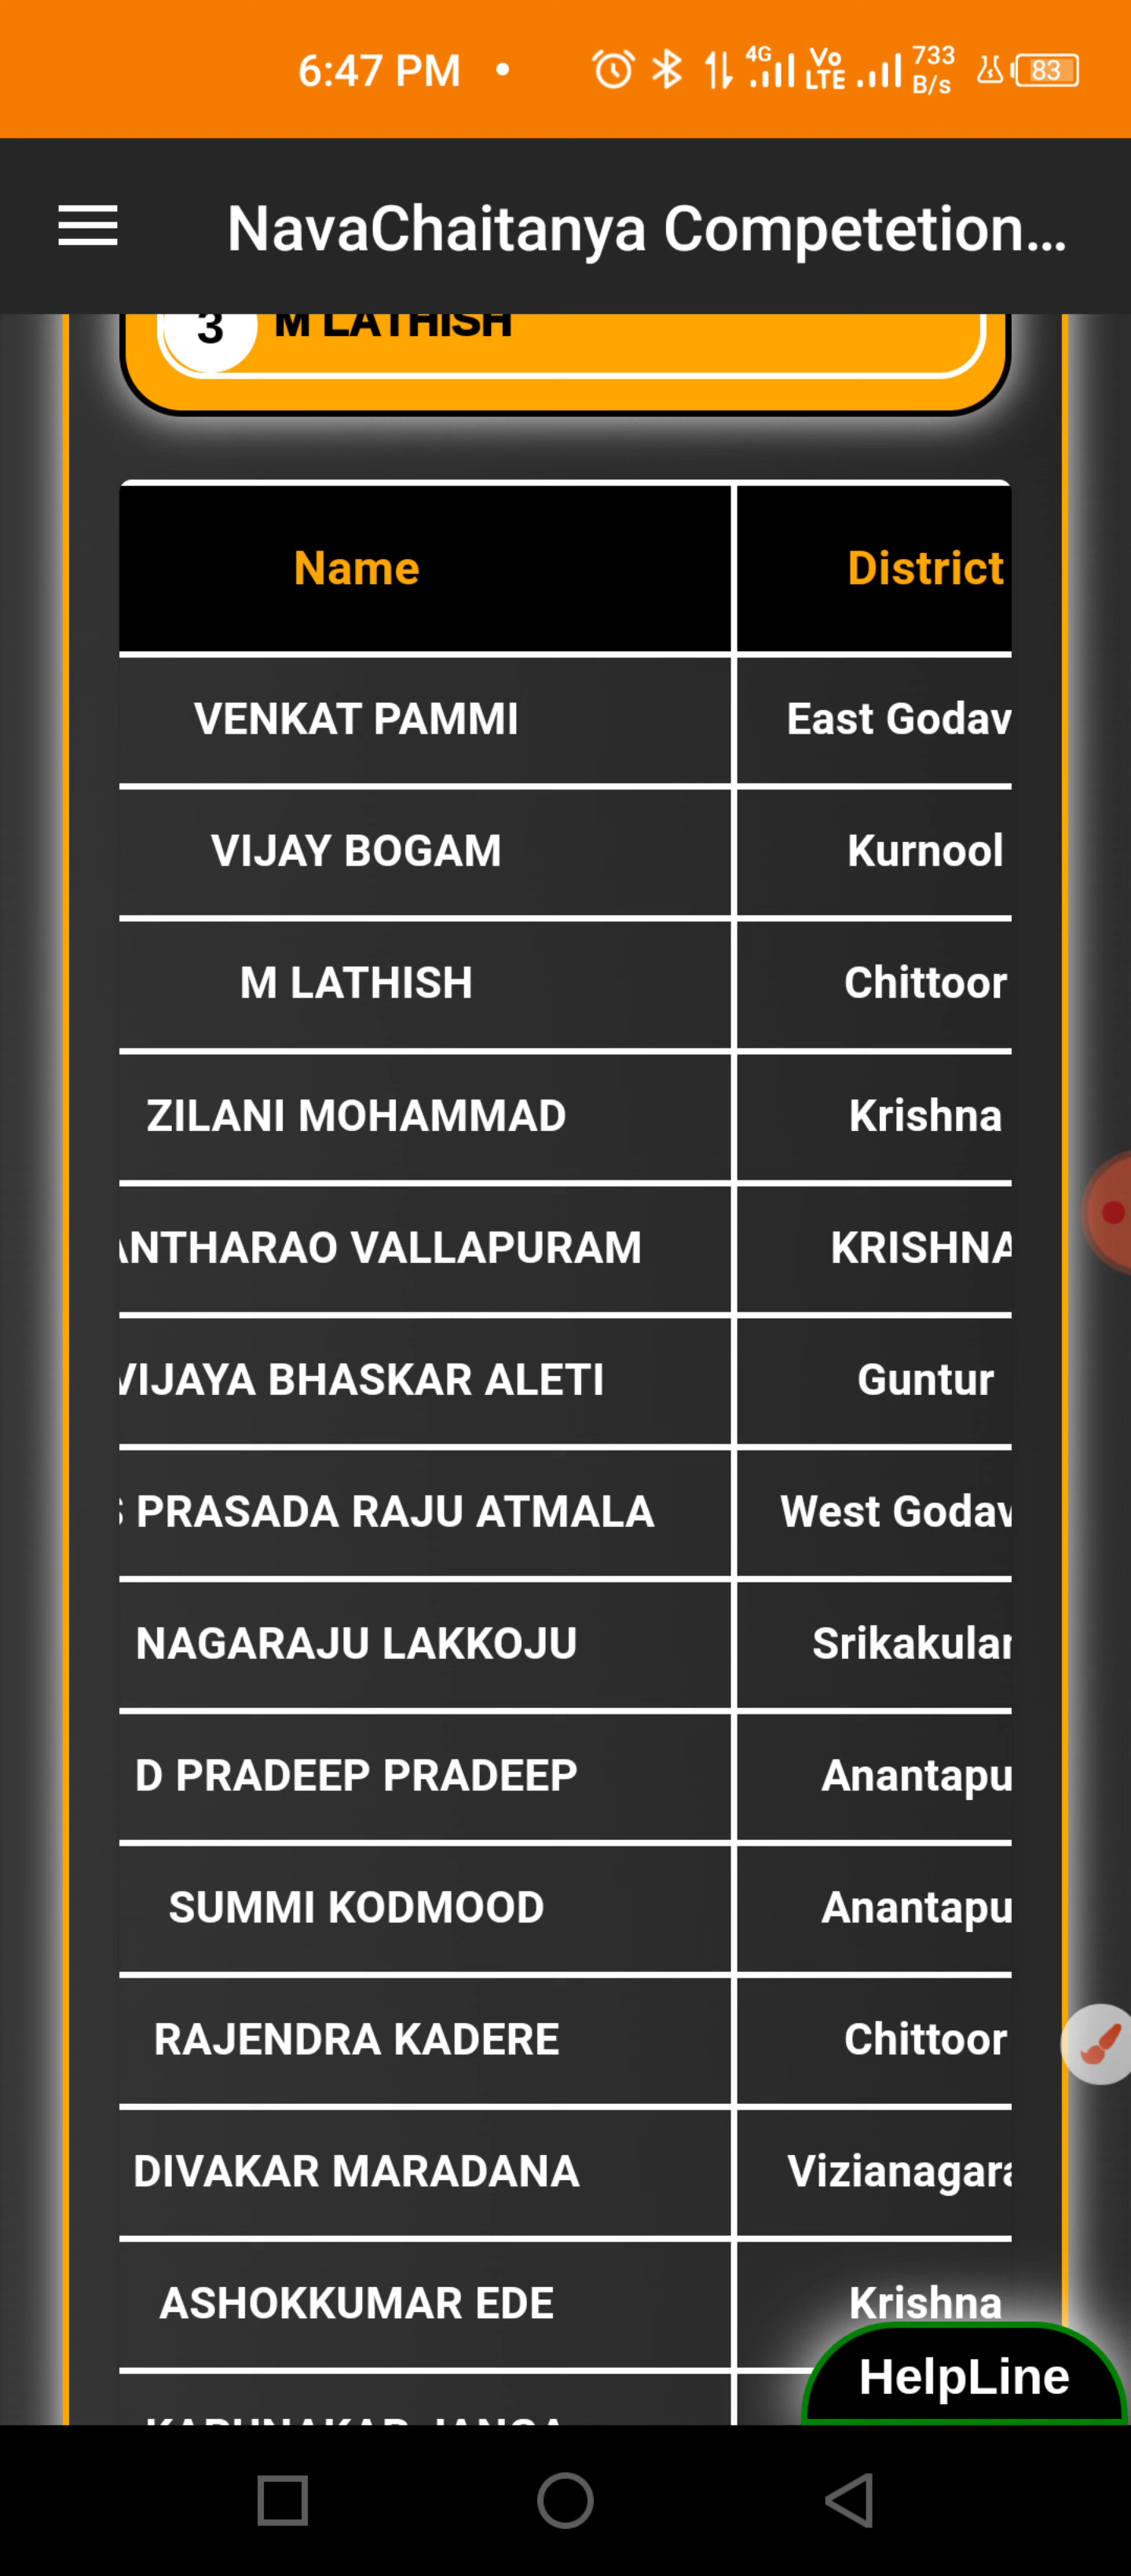 6:47 PM
4G Vo LTE 733 B/s 83
NavaChaitanya Competetion...
3 M LATHISH
Name District
VENKAT PAMMI East Godav
VIJAY BOGAM Kurnool
M LATHISH Chittoor
ZILANI MOHAMMAD Krishna
ANTHARAO VALLAPURAM KRISHNA
VIJAYA BHASKAR ALETI Guntur
S PRASADA RAJU ATMALA West Godav
NAGARAJU LAKKOJU Srikakular
D PRADEEP PRADEEP Anantapu
SUMMI KODMOOD Anantapu
RAJENDRA KADERE Chittoor
DIVAKAR MARADANA Vizianagara
ASHOKKUMAR EDE Krishna
HelpLine